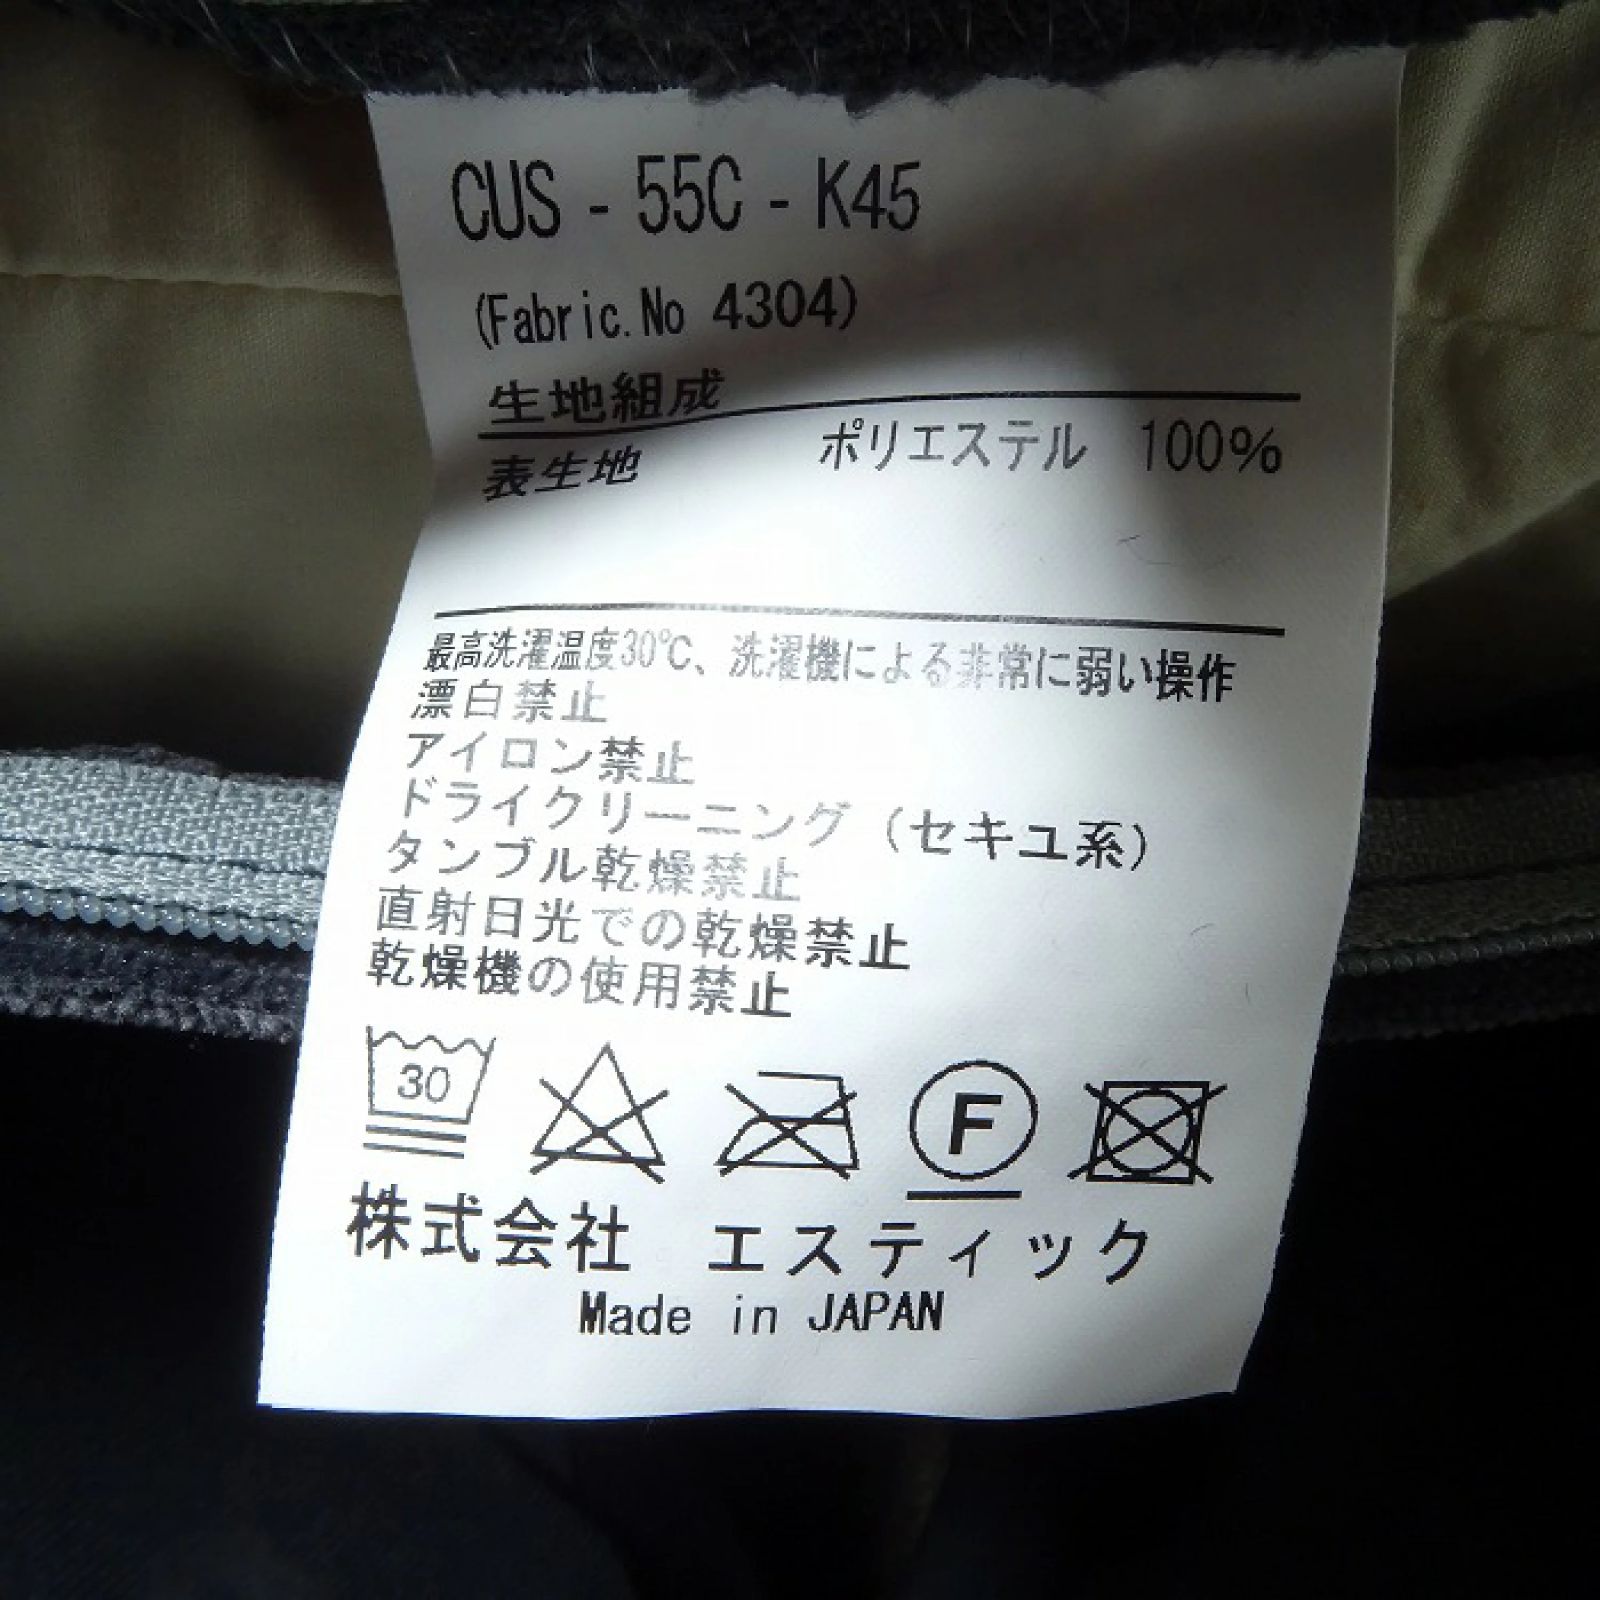 CUS - 55C - K45
(Fabric.No 4304)
生地組成
表生地 ポリエステル 100%
最高洗濯温度30℃、洗濯機による非常に弱い操作
漂白禁止
アイロン禁止
ドライクリーニング（セキユ系）
タンブル乾燥禁止
直射日光での乾燥禁止
乾燥機の使用禁止
30 F
株式会社 エスティック
Made in JAPAN